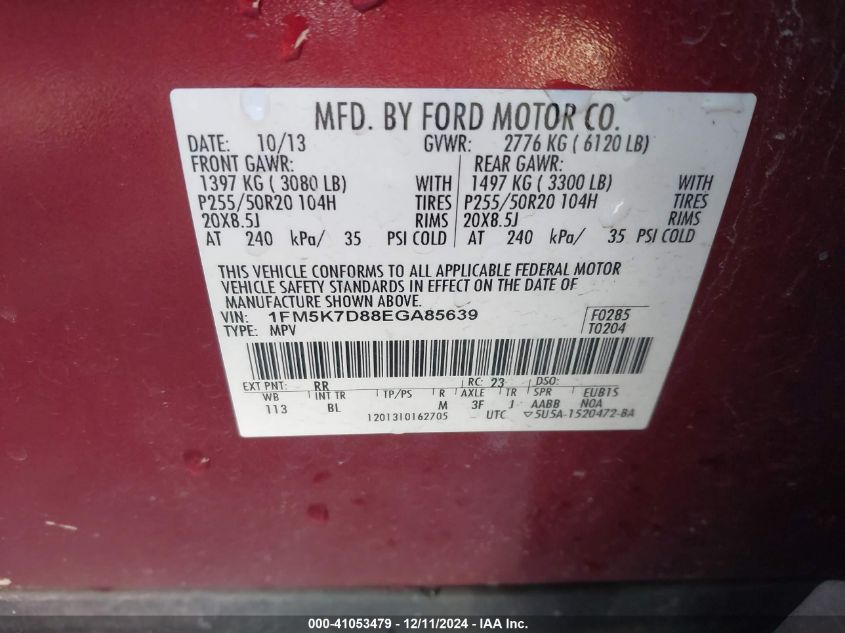 MFD. BY FORD MOTOR CO.
DATE: 10/13 GVWR: 2776 KG ( 6120 LB)
FRONT GAWR: REAR GAWR:
1397 KG ( 3080 LB) WITH 1497 KG ( 3300 LB) WITH
P255/50R20 104H TIRES P255/50R20 104H TIRES
20X8.5J RIMS 20X8.5J RIMS
AT 240 kPa/ 35 PSI COLD AT 240 kPa/ 35 PSI COLD
THIS VEHICLE CONFORMS TO ALL APPLICABLE FEDERAL MOTOR
VEHICLE SAFETY STANDARDS IN EFFECT ON THE DATE OF
MANUFACTURE SHOWN ABOVE.
VIN: 1FM5K7D88EGA85639 F0285
TYPE: MPV T0204
EXT PNT: RR RC: 23 DSO:
WB INT TR TP/PS R AXLE TR SPR EUB1S
113 BL M 3F J AABB N0A
1201310162705 UTC 5U5A-1520472-BA
000-41053479 - 12/11/2024 - IAA Inc.